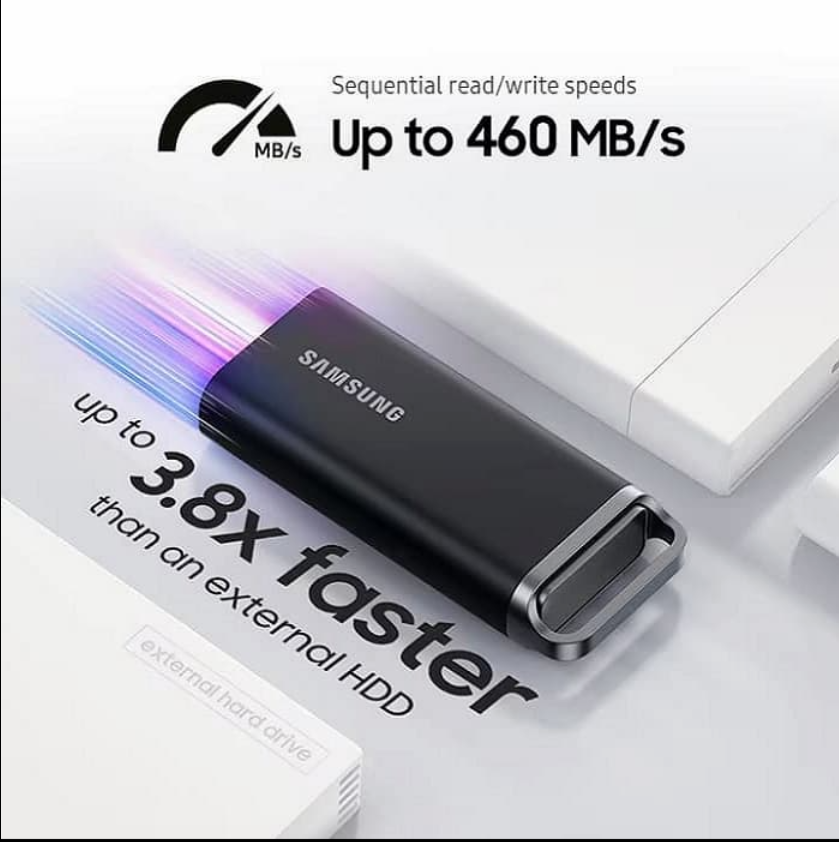 Sequential read/write speeds
MB/s
Up to 460 MB/s
SAMSUNG
up to
3.8x faster
than an external HDD
external hard drive